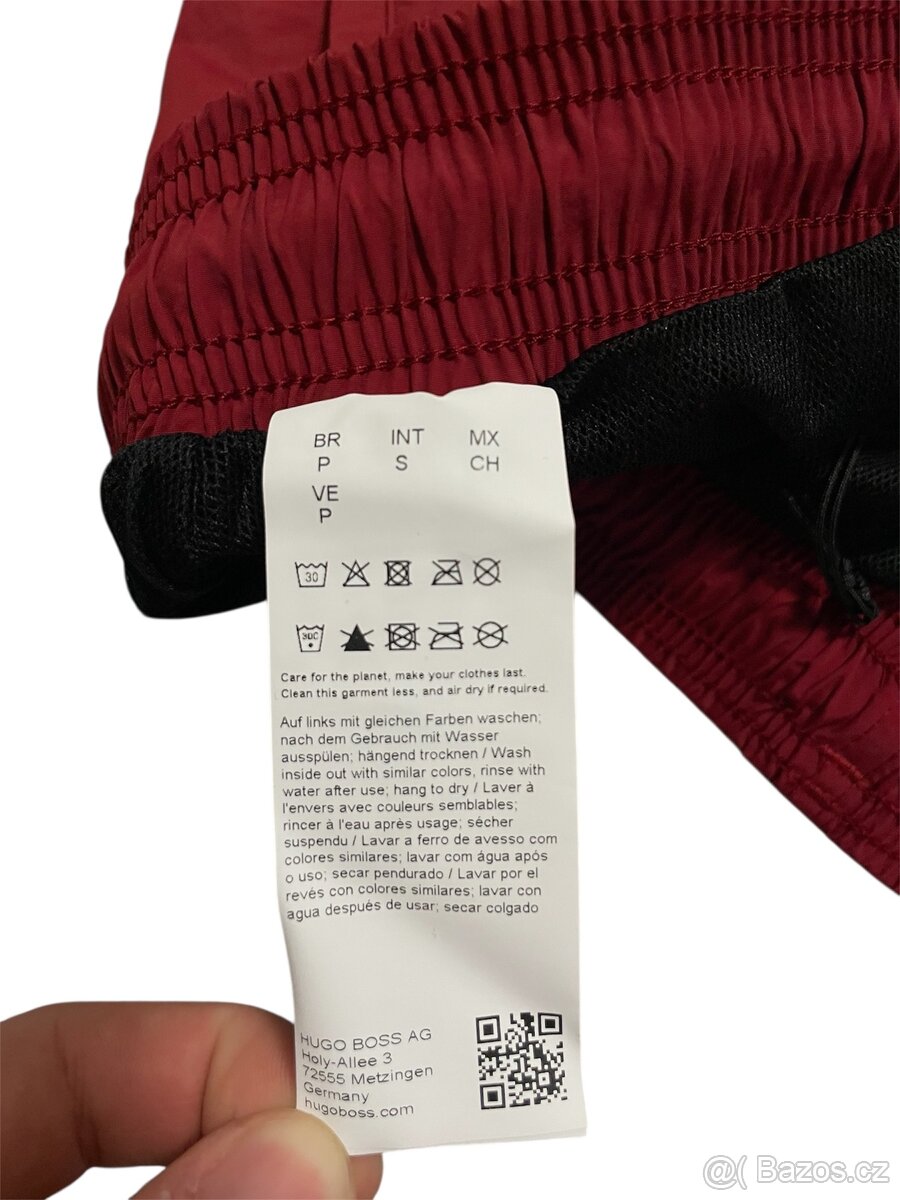 BR INT MX
P S CH
VE
P
30
30C
Care for the planet, make your clothes last.
Clean this garment less, and air dry if required.
Auf links mit gleichen Farben waschen;
nach dem Gebrauch mit Wasser
ausspülen; hängend trocknen / Wash
inside out with similar colors, rinse with
water after use; hang to dry / Laver à
l'envers avec couleurs semblables;
rincer à l'eau après usage; sécher
suspendu / Lavar a ferro de avesso com
colores similares; lavar com água após
o uso; secar pendurado / Lavar por el
revés con colores similares; lavar con
agua después de usar; secar colgado
HUGO BOSS AG
Holy-Allee 3
72555 Metzingen
Germany
hugoboss.com
@( Bazos.cz